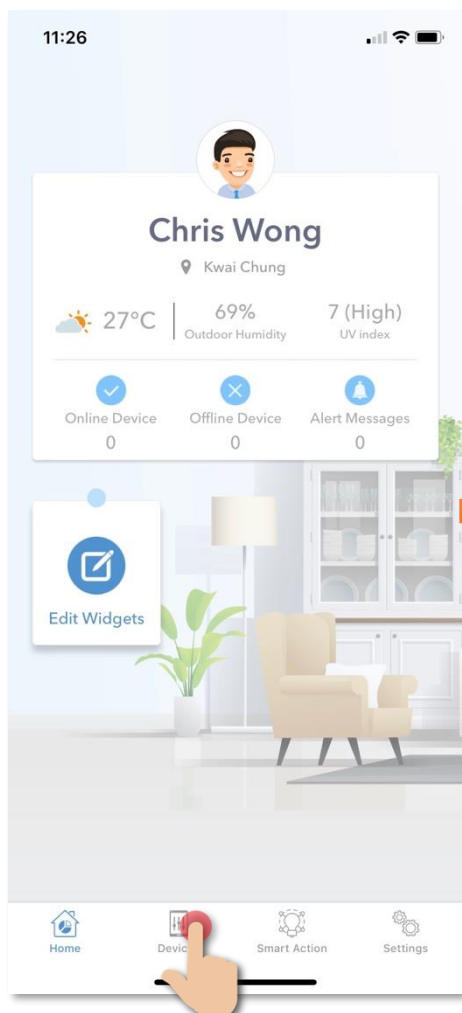 11:26
Chris Wong
Kwai Chung
27°C
69%
Outdoor Humidity
7 (High)
UV index
Online Device
0
Offline Device
0
Alert Messages
0
Edit Widgets
Home
Smart Action
Settings